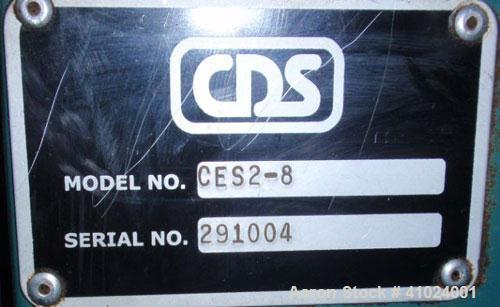 CDS
MODEL NO. CES2-8
SERIAL NO. 291004
Aaron Stock # 41024001